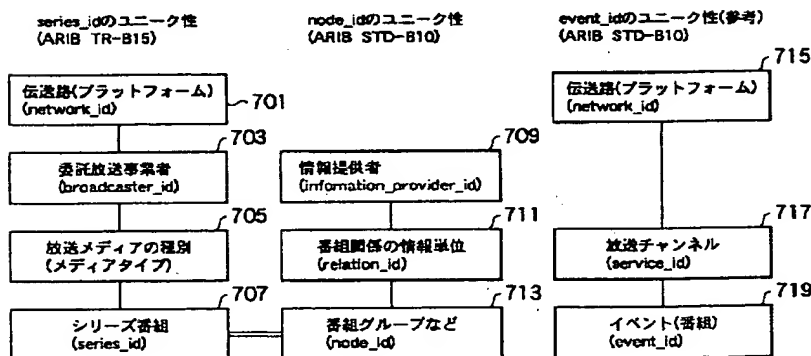 series_idのユニーク性
(ARIB TR-B15)
node_idのユニーク性
(ARIB STD-B10)
event_idのユニーク性(参考)
(ARIB STD-B10)
伝送路(プラットフォーム)
(network_id)
701
委託放送事業者
(broadcaster_id)
703
放送メディアの種別
(メディアタイプ)
705
シリーズ番組
(series_id)
707
情報提供者
(infomation_provider_id)
709
番組関係の情報単位
(relation_id)
711
番組グループなど
(node_id)
713
伝送路(プラットフォーム)
(network_id)
715
放送チャンネル
(service_id)
717
イベント(番組)
(event_id)
719